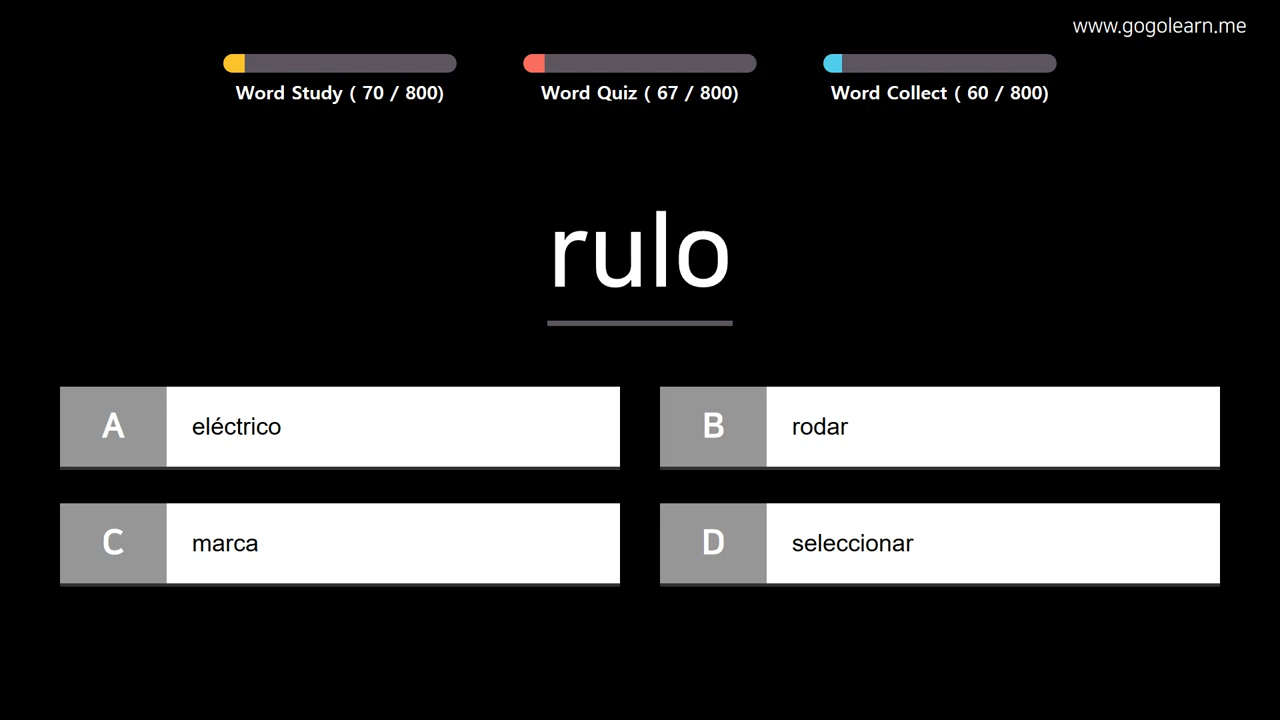 www.gogolearn.me
Word Study ( 70 / 800)
Word Quiz ( 67 / 800)
Word Collect ( 60 / 800)
rulo
A eléctrico
B rodar
C marca
D seleccionar